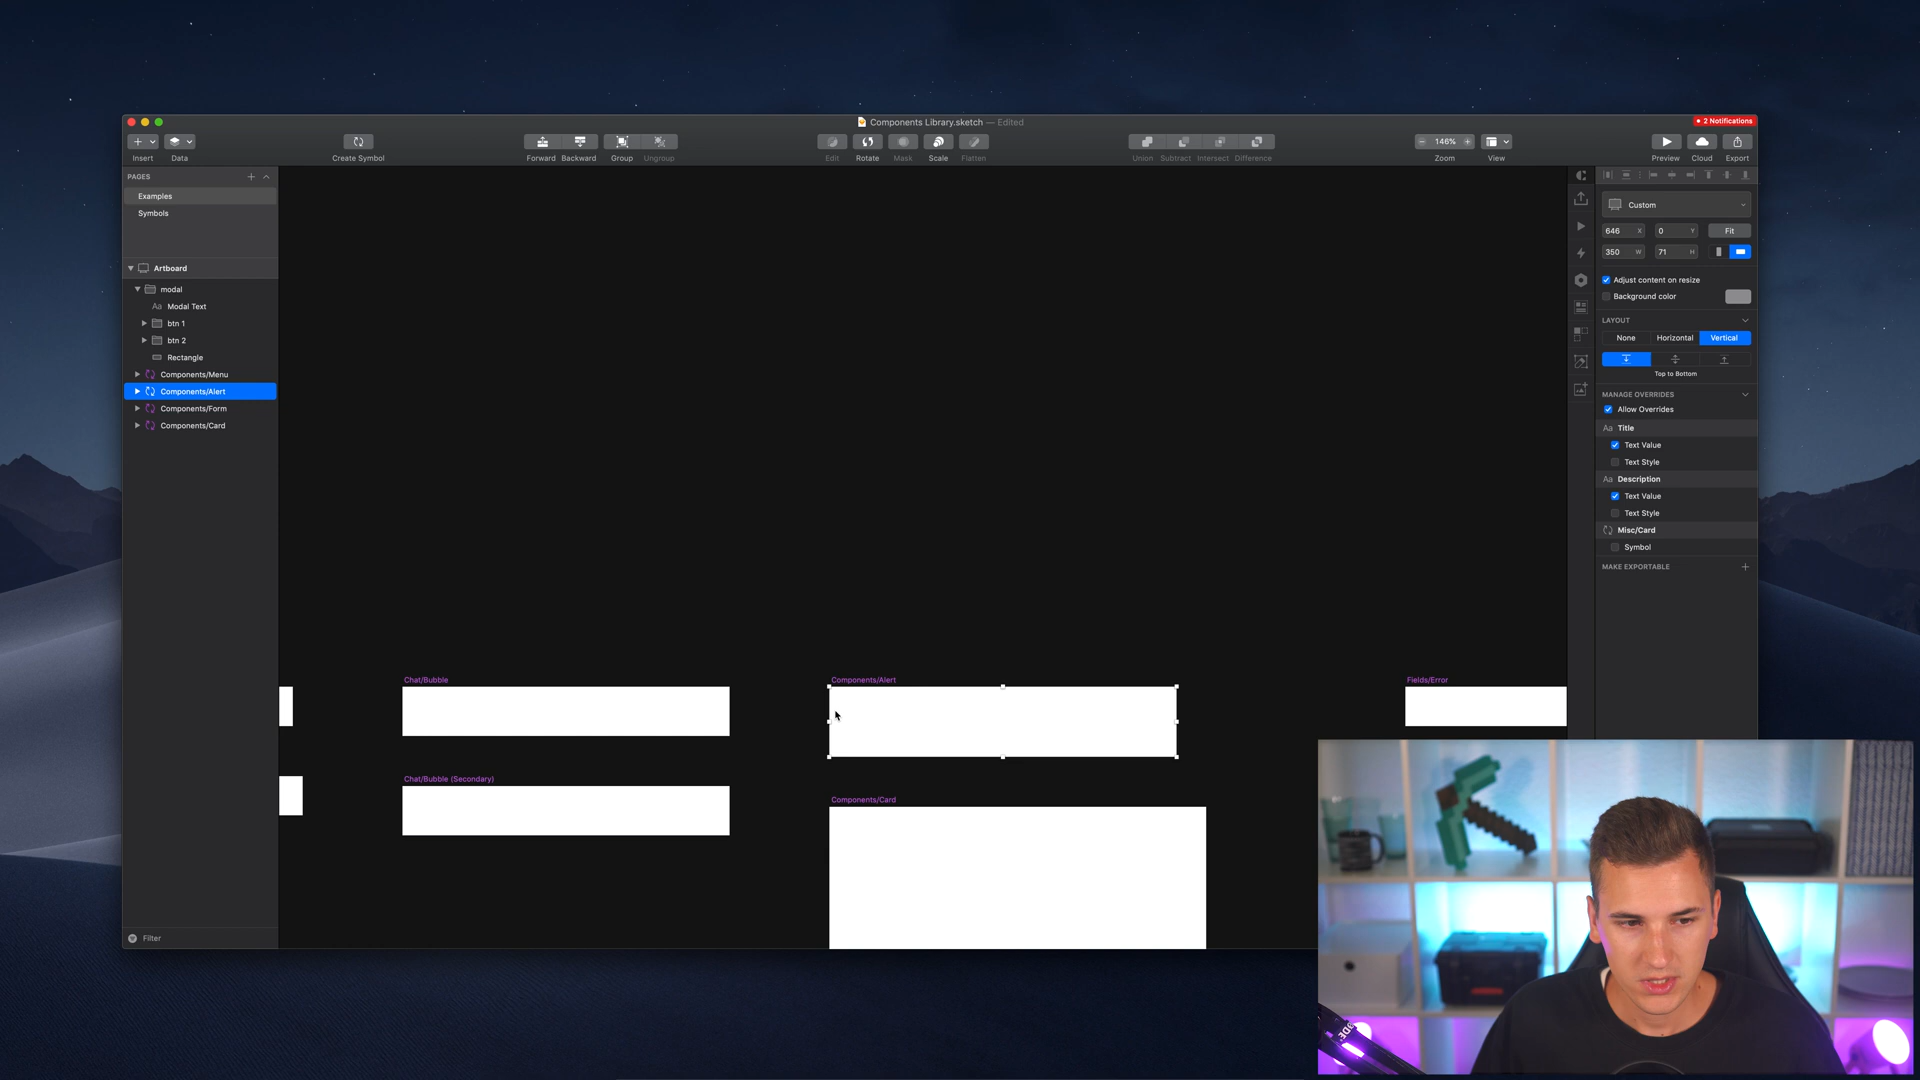 Components Library.sketch — Edited
2 Notifications
146%
Insert
Data
Create Symbol
Forward
Backward
Group
Ungroup
Edit
Rotate
Mask
Scale
Flatten
Union
Subtract
Intersect
Difference
Zoom
View
Preview
Cloud
Export
PAGES
Examples
Symbols
Artboard
modal
Aa Modal Text
btn 1
btn 2
Rectangle
Components/Menu
Components/Alert
Components/Form
Components/Card
Filter
Chat/Bubble
Components/Alert
Fields/Error
Chat/Bubble (Secondary)
Components/Card
Custom
646 X 0 Y Fit
350 W 71 H
Adjust content on resize
Background color
LAYOUT
None Horizontal Vertical
Top to Bottom
MANAGE OVERRIDES
Allow Overrides
Aa Title
Text Value
Text Style
Aa Description
Text Value
Text Style
Misc/Card
Symbol
MAKE EXPORTABLE